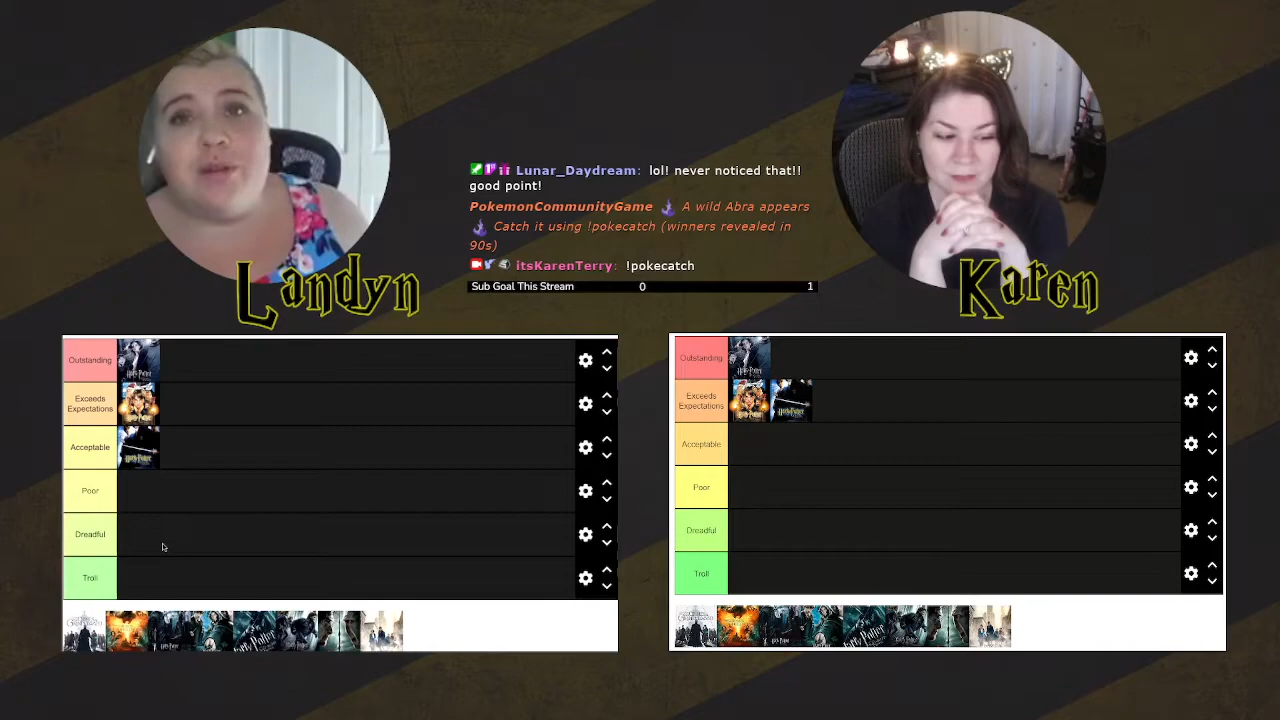 Lunar_Daydream: lol! never noticed that!!
good point!
PokemonCommunityGame A wild Abra appears
Catch it using !pokecatch (winners revealed in
90s)
itsKarenTerry: !pokecatch
Sub Goal This Stream 0 1
Landyn
Karen
Outstanding
Exceeds
Expectations
Acceptable
Poor
Dreadful
Troll
Outstanding
Exceeds
Expectations
Acceptable
Poor
Dreadful
Troll